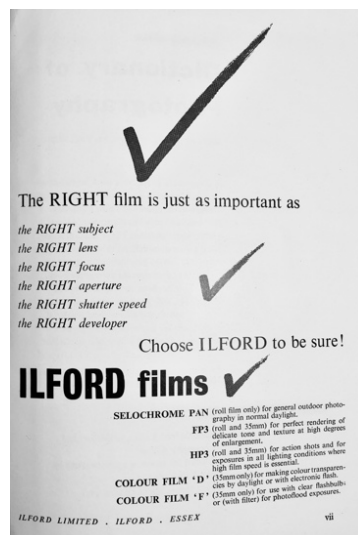 The RIGHT film is just as important as
the RIGHT subject
the RIGHT lens
the RIGHT focus
the RIGHT aperture
the RIGHT shutter speed
the RIGHT developer
Choose ILFORD to be sure!
ILFORD films
SELOCHROME PAN (roll film only) for general outdoor photo-
graphy in normal daylight.
FP3 (roll and 35mm) for perfect rendering of
delicate tone and texture at high degrees
of enlargement.
HP3 (roll and 35mm) for action shots and for
exposures in all lighting conditions where
high film speed is essential.
COLOUR FILM 'D' (35mm only) for making colour transparen-
cies by daylight or with electronic flash.
COLOUR FILM 'F' (35mm only) for use with clear flashbulbs
or (with filter) for photoflood exposures.
ILFORD LIMITED . ILFORD . ESSEX
vii